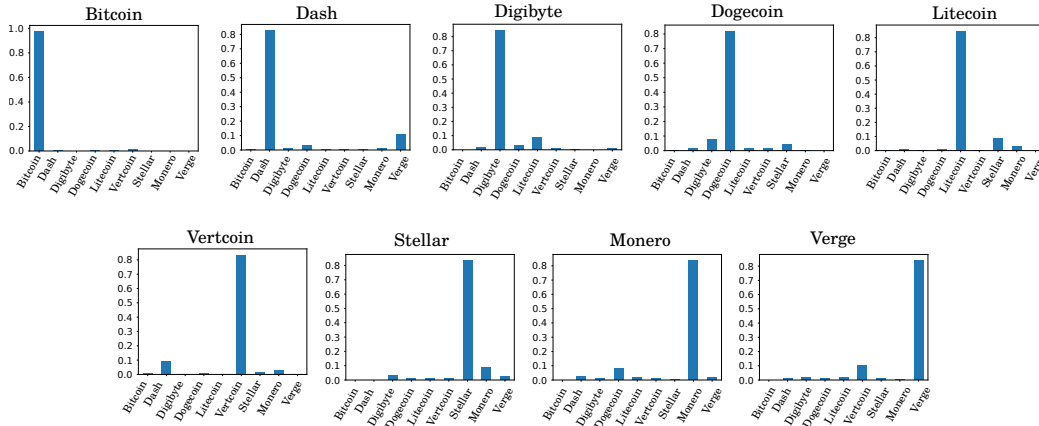 Bitcoin Dash Digibyte Dogecoin Litecoin
1.0 0.8 0.6 0.4 0.2 0.0
Bitcoin Dash Digibyte Dogecoin Litecoin Vertcoin Stellar Monero Verge
0.8 0.7 0.6 0.5 0.4 0.3 0.2 0.1 0.0
Bitcoin Dash Digibyte Dogecoin Litecoin Vertcoin Stellar Monero Verge
0.8 0.7 0.6 0.5 0.4 0.3 0.2 0.1 0.0
Bitcoin Dash Digibyte Dogecoin Litecoin Vertcoin Stellar Monero Verge
0.8 0.7 0.6 0.5 0.4 0.3 0.2 0.1 0.0
Bitcoin Dash Digibyte Dogecoin Litecoin Vertcoin Stellar Monero Verge
0.8 0.7 0.6 0.5 0.4 0.3 0.2 0.1 0.0
Bitcoin Dash Digibyte Dogecoin Litecoin Vertcoin Stellar Monero Verge
Vertcoin Stellar Monero Verge
0.8 0.7 0.6 0.5 0.4 0.3 0.2 0.1 0.0
Bitcoin Dash Digibyte Dogecoin Litecoin Vertcoin Stellar Monero Verge
0.8 0.7 0.6 0.5 0.4 0.3 0.2 0.1 0.0
Bitcoin Dash Digibyte Dogecoin Litecoin Vertcoin Stellar Monero Verge
0.8 0.7 0.6 0.5 0.4 0.3 0.2 0.1 0.0
Bitcoin Dash Digibyte Dogecoin Litecoin Vertcoin Stellar Monero Verge
0.8 0.7 0.6 0.5 0.4 0.3 0.2 0.1 0.0
Bitcoin Dash Digibyte Dogecoin Litecoin Vertcoin Stellar Monero Verge